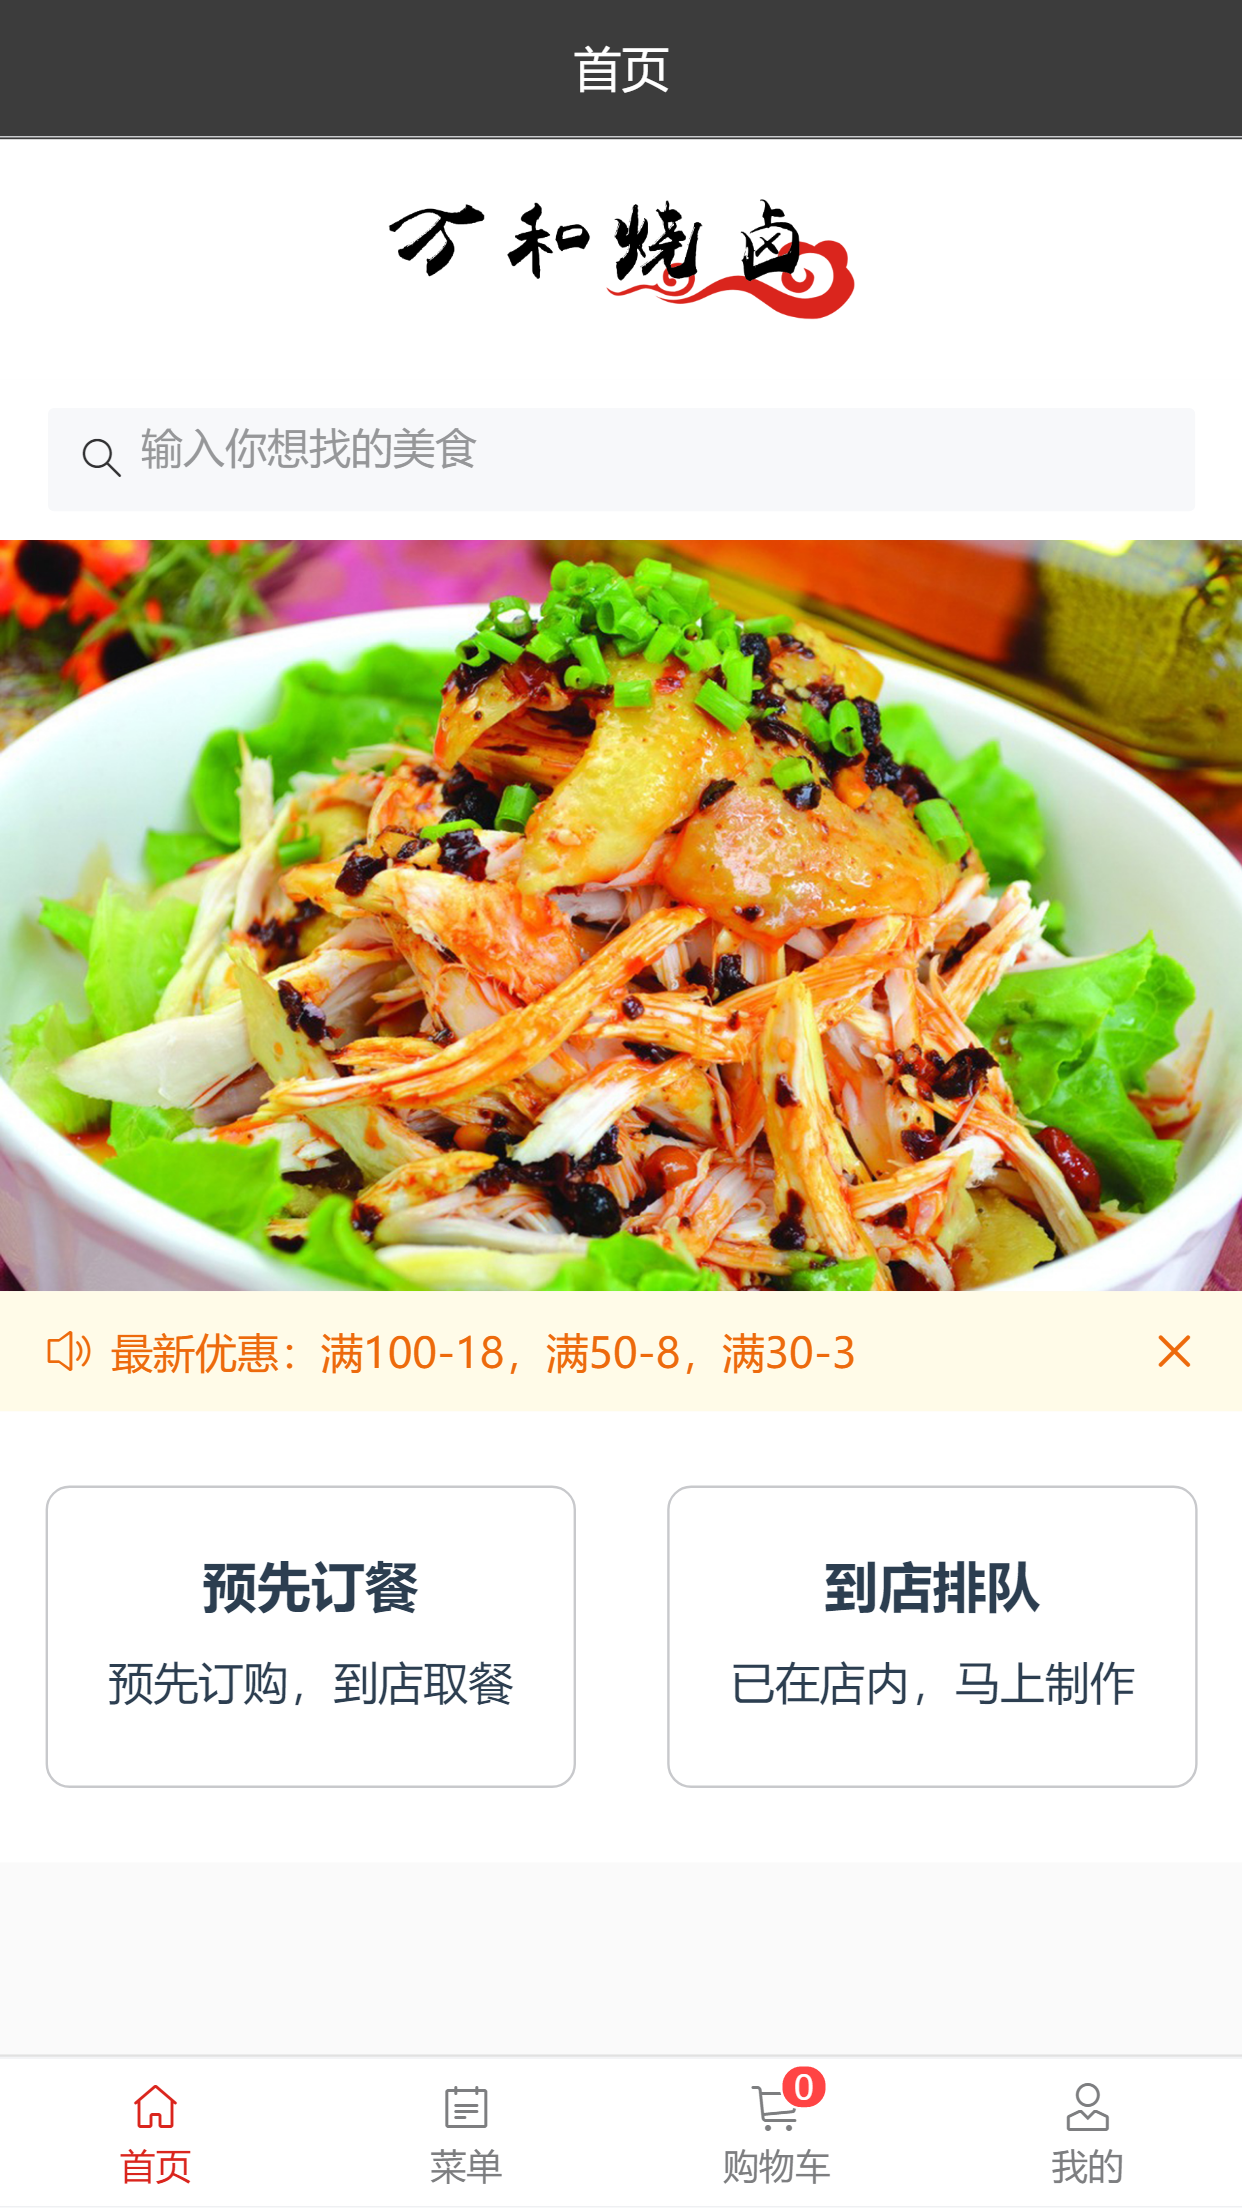 首页
万和烧卤
输入你想找的美食
最新优惠：满100-18，满50-8，满30-3
预先订餐
预先订购，到店取餐
到店排队
已在店内，马上制作
0
首页
菜单
购物车
我的